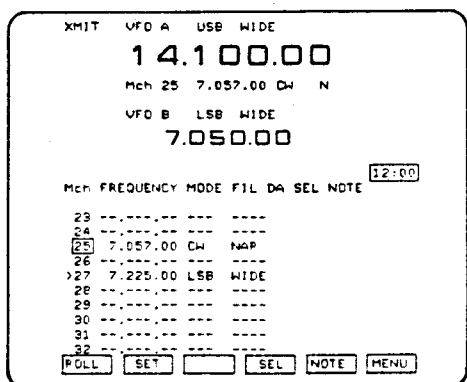 XMIT VFO A USB WIDE
14.100.00
Mch 25 7.057.00 CW N
VFO B LSB WIDE
7.050.00
12:00
Mch FREQUENCY MODE FIL DA SEL NOTE
23 --.---.-- --- ----
24 --.---.-- --- ----
25 7.057.00 CW NAP
26 --.---.-- --- ----
>27 7.225.00 LSB WIDE
28 --.---.-- --- ----
29 --.---.-- --- ----
30 --.---.-- --- ----
31 --.---.-- --- ----
32 --.---.-- --- ----
ROLL SET SEL NOTE MENU